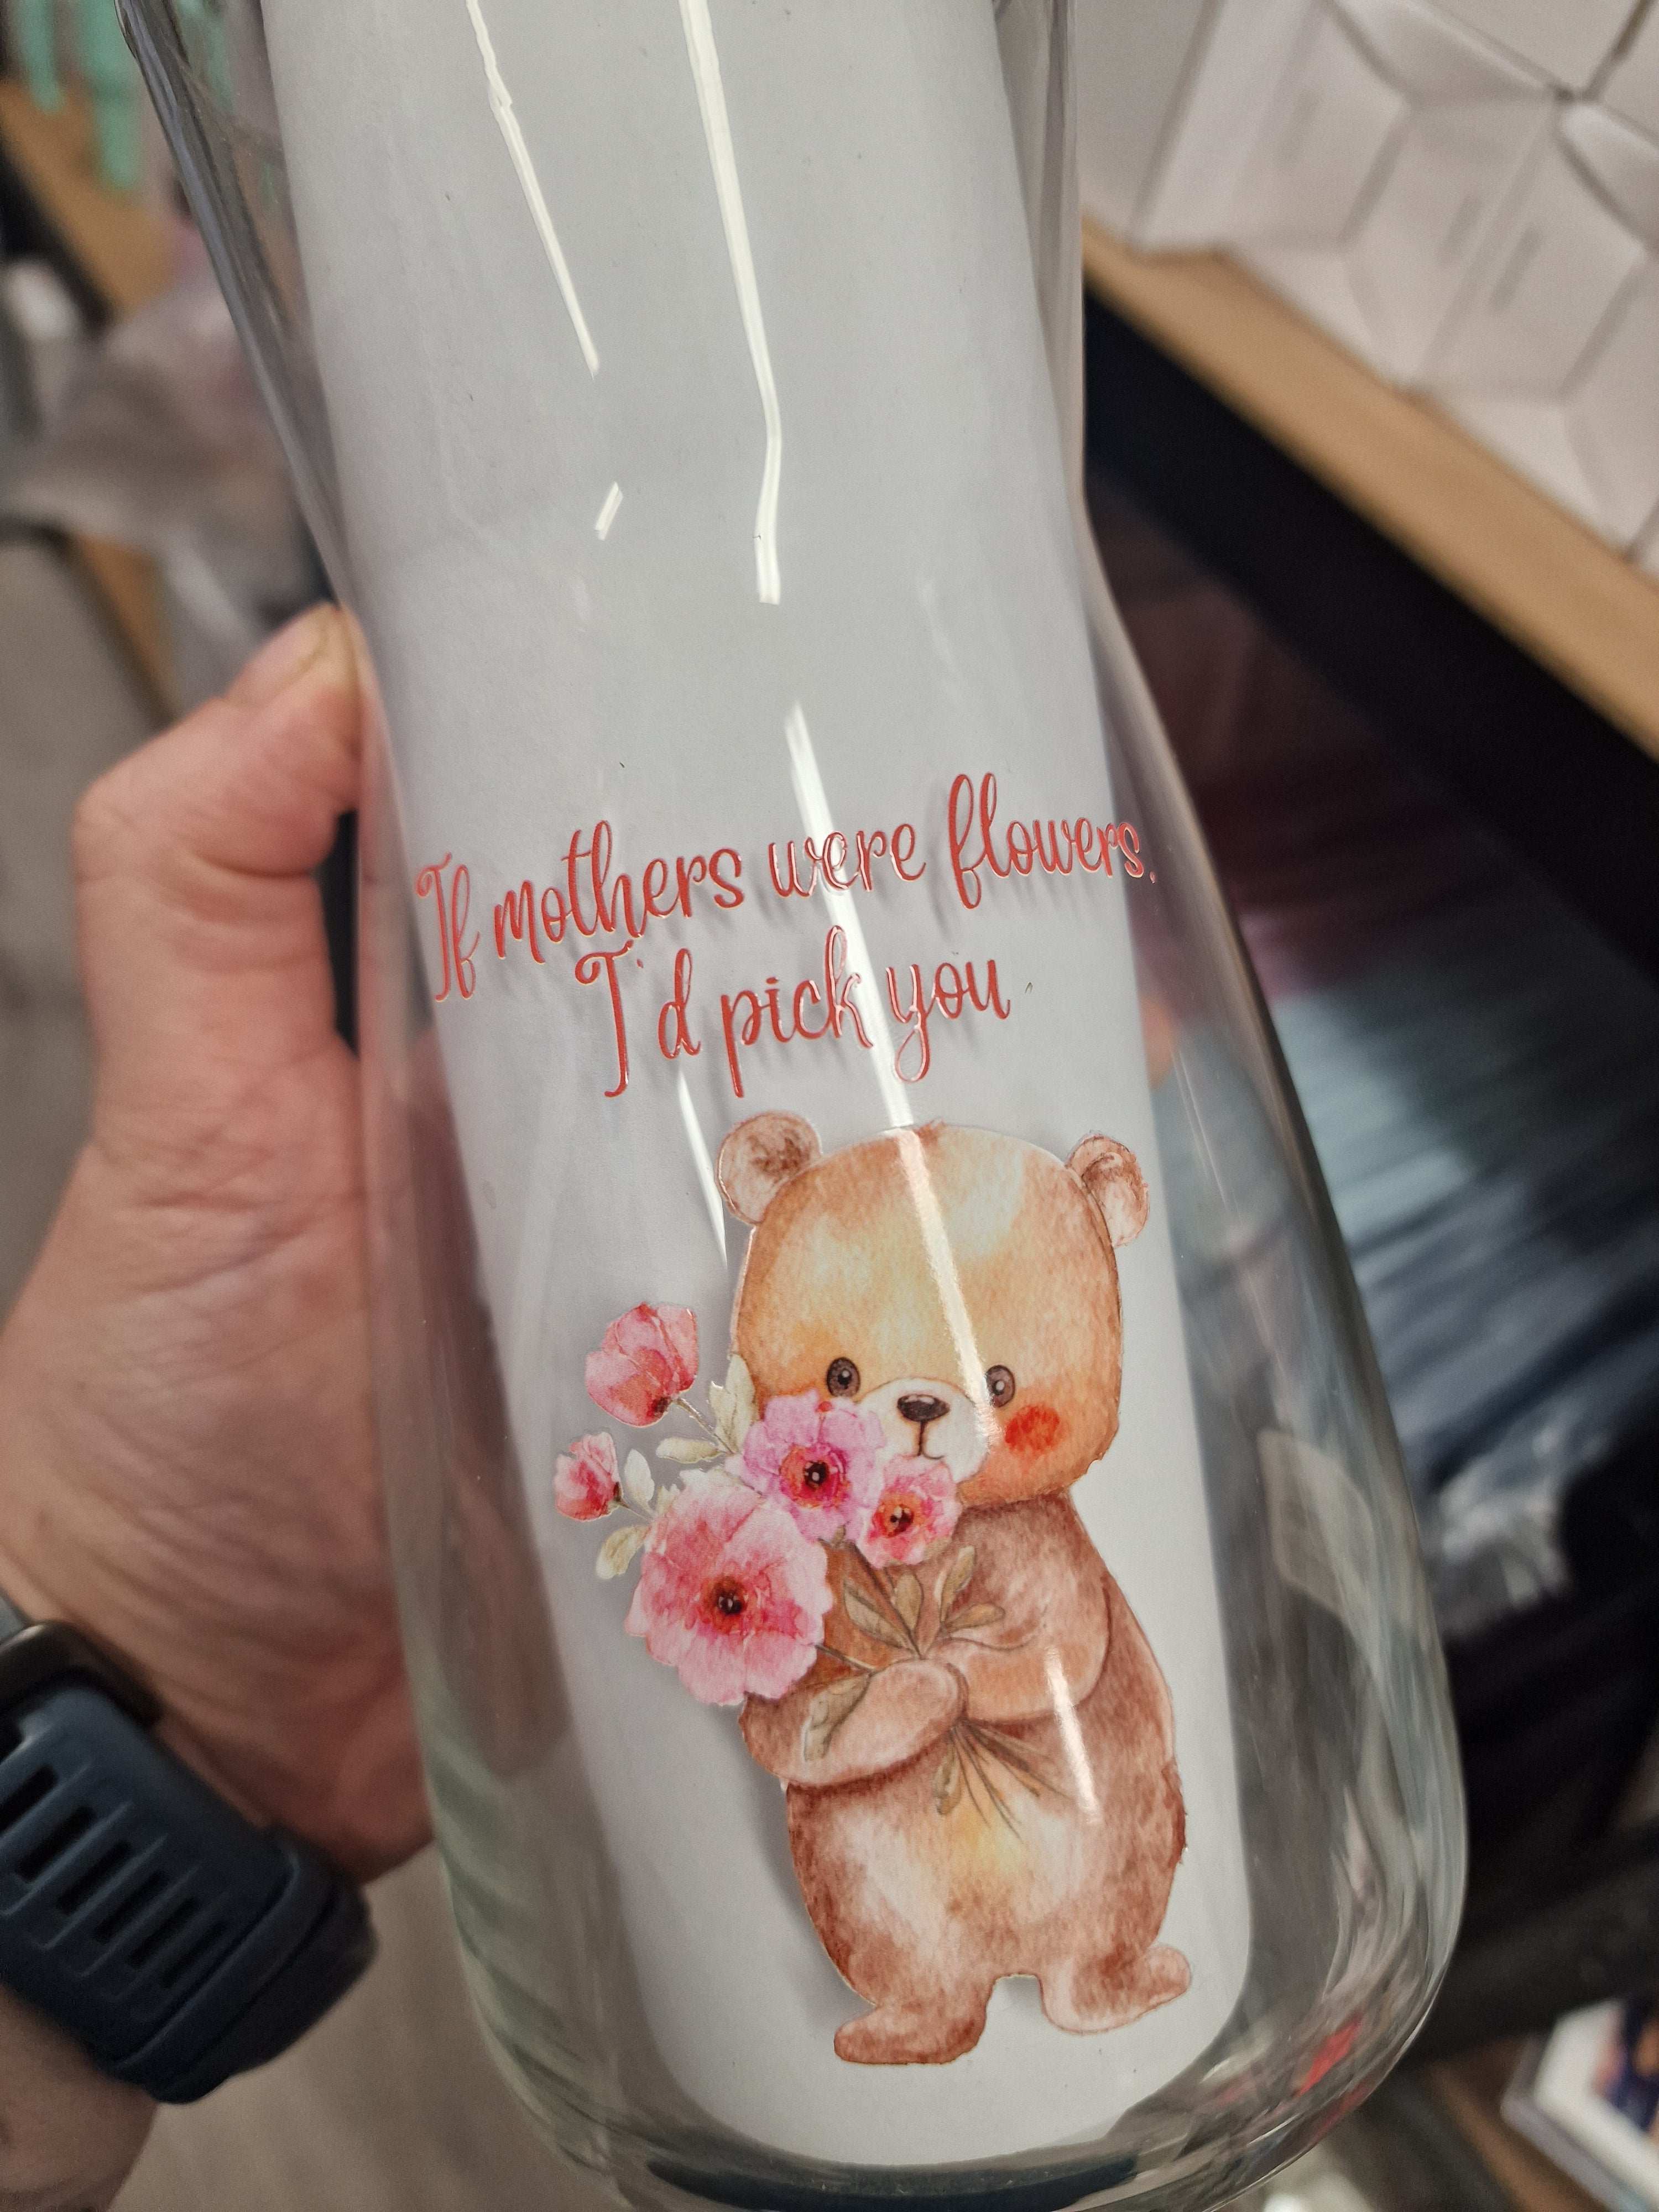 If mothers were flowers,
I'd pick you